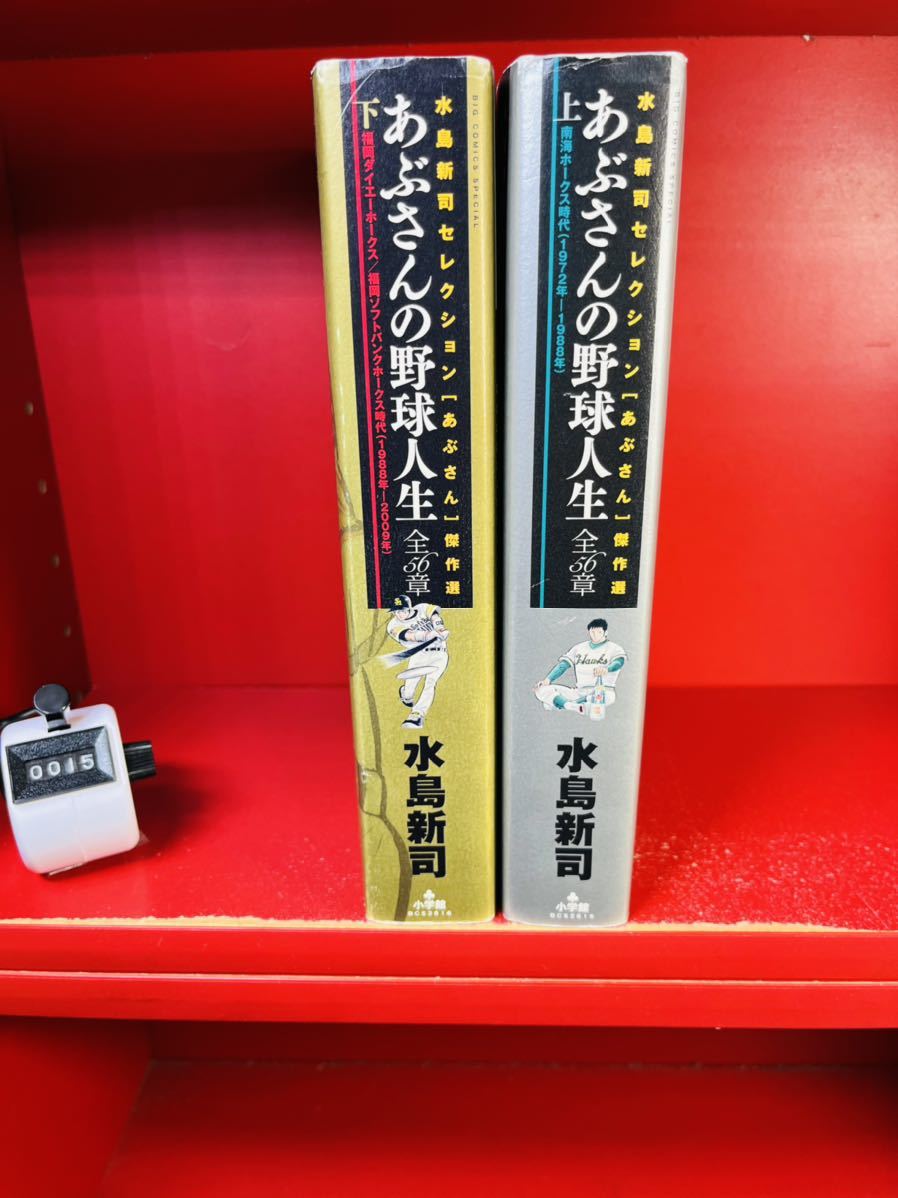 BIG COMICS SPECIAL
水島新司セレクション[あぶさん]傑作選
あぶさんの野球人生 全56章
下
福岡ダイエーホークス/福岡ソフトバンクホークス時代(1988年―2009年)
水島新司
小学館
BCS2616
BIG COMICS SPECIAL
水島新司セレクション[あぶさん]傑作選
あぶさんの野球人生 全56章
上
南海ホークス時代(1972年―1988年)
Hawks
水島新司
小学館
BCS2615
0015